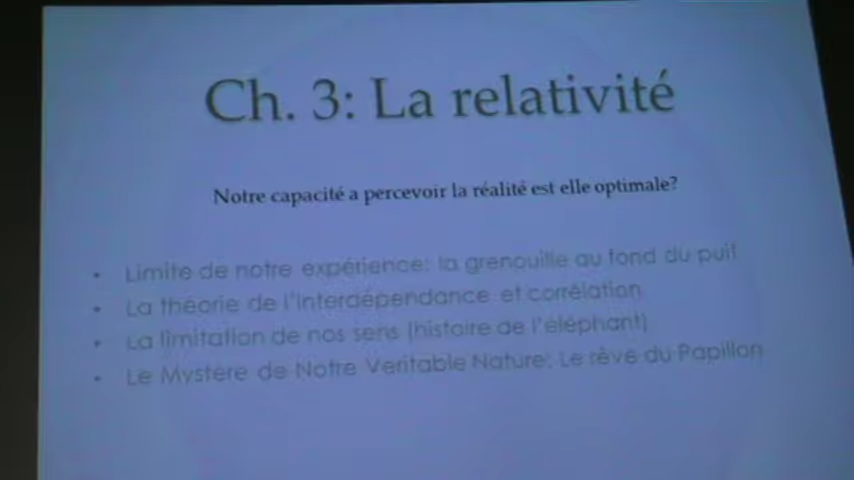 Ch. 3: La relativité
Notre capacité a percevoir la réalité est elle optimale?
• Limite de notre expérience: la grenouille au fond du puit
• La théorie de l'interdépendance et corrélation
• La limitation de nos sens (histoire de l'éléphant)
• Le Mystère de Notre Veritable Nature: Le rêve du Papillon